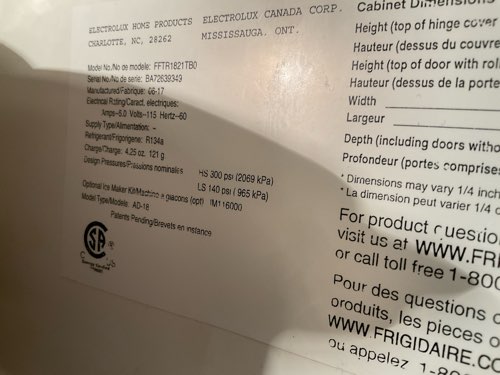 ELECTROLUX HOME PRODUCTS ELECTROLUX CANADA CORP.
CHARLOTTE, NC, 28262 MISSISSAUGA, ONT.
Model No./No de modele: FFTR1821TB0
Serial No./No de serie: BA72639349
Manufactured/Fabrique: 06-17
Electrical Rating/Caract. electriques:
Amps-6.0 Volts-115 Hertz-60
Supply Type/Alimentation: ~
Refrigerant/Frigorigene: R134a
Charge/Charge: 4.25 oz. 121 g
Design Pressures/Pressions nominales HS 300 psi (2069 kPa)
LS 140 psi ( 965 kPa)
Optional Ice Maker Kit/Machine a glacons (opt) IM116000
Model Type/Models: AD-18
Patents Pending/Brevets en instance
Cabinet Dimensions
Height (top of hinge cover
Hauteur (dessus du couvre
Height (top of door with roll
Hauteur (dessus de la porte
Width
Largeur
Depth (including doors witho
Profondeur (portes comprises
* Dimensions may vary 1/4 inch
* La dimension peut varier 1/4
For product questio
visit us at WWW.FRI
or call toll free 1-800
Pour des questions
produits, les pieces o
WWW.FRIGIDAIRE.CO
ou appelez 1-800